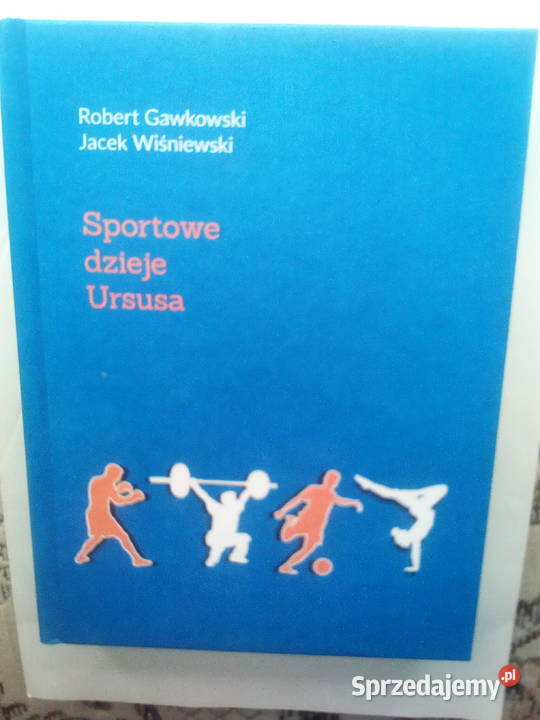 Robert Gawkowski
Jacek Wiśniewski
Sportowe
dzieje
Ursusa
Sprzedajemy.pl